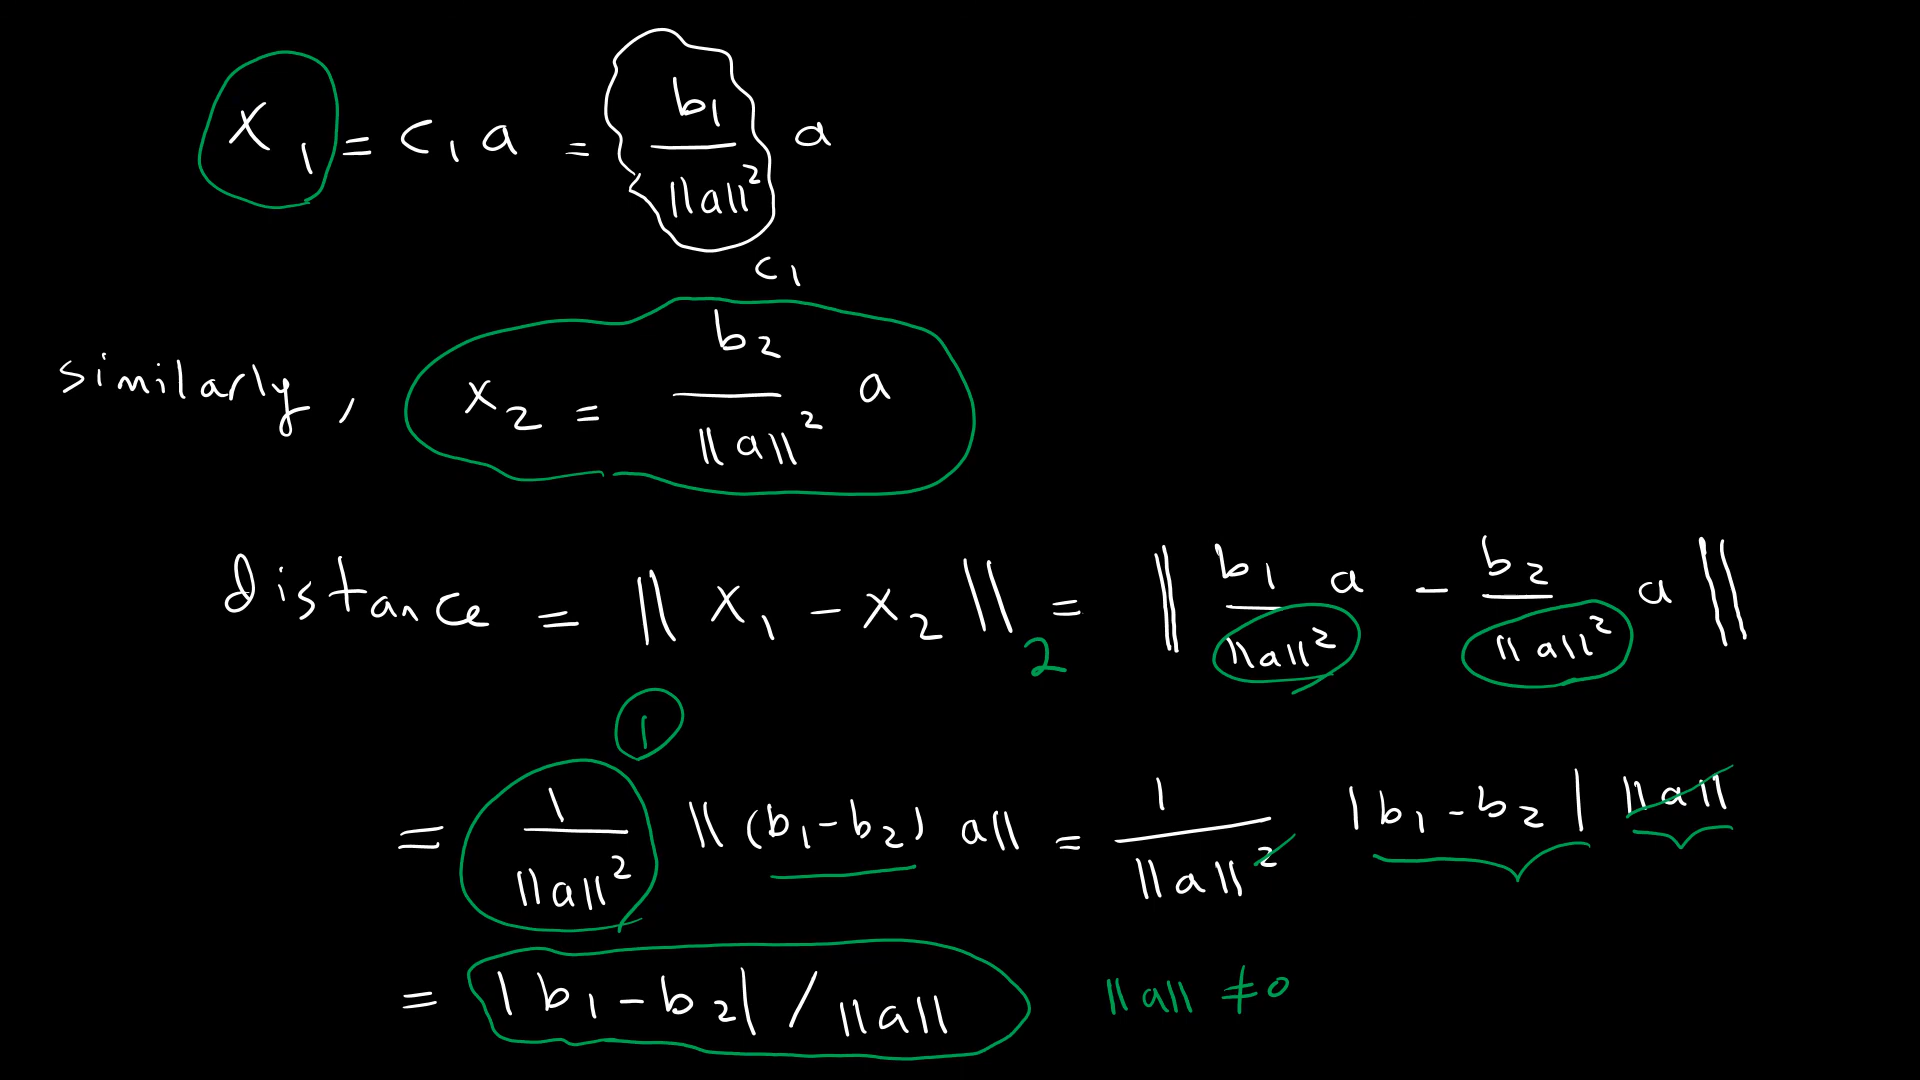 x₁ = c₁ a = b₁ / ||a||² a
c₁
similarly, x₂ = b₂ / ||a||² a
distance = || x₁ - x₂ ||₂ = || b₁ / ||a||² a - b₂ / ||a||² a ||
①
= 1 / ||a||² || (b₁-b₂) a|| = 1 / ||a||² |b₁-b₂| ||a||
= |b₁-b₂| / ||a|| ||a|| ≠ 0